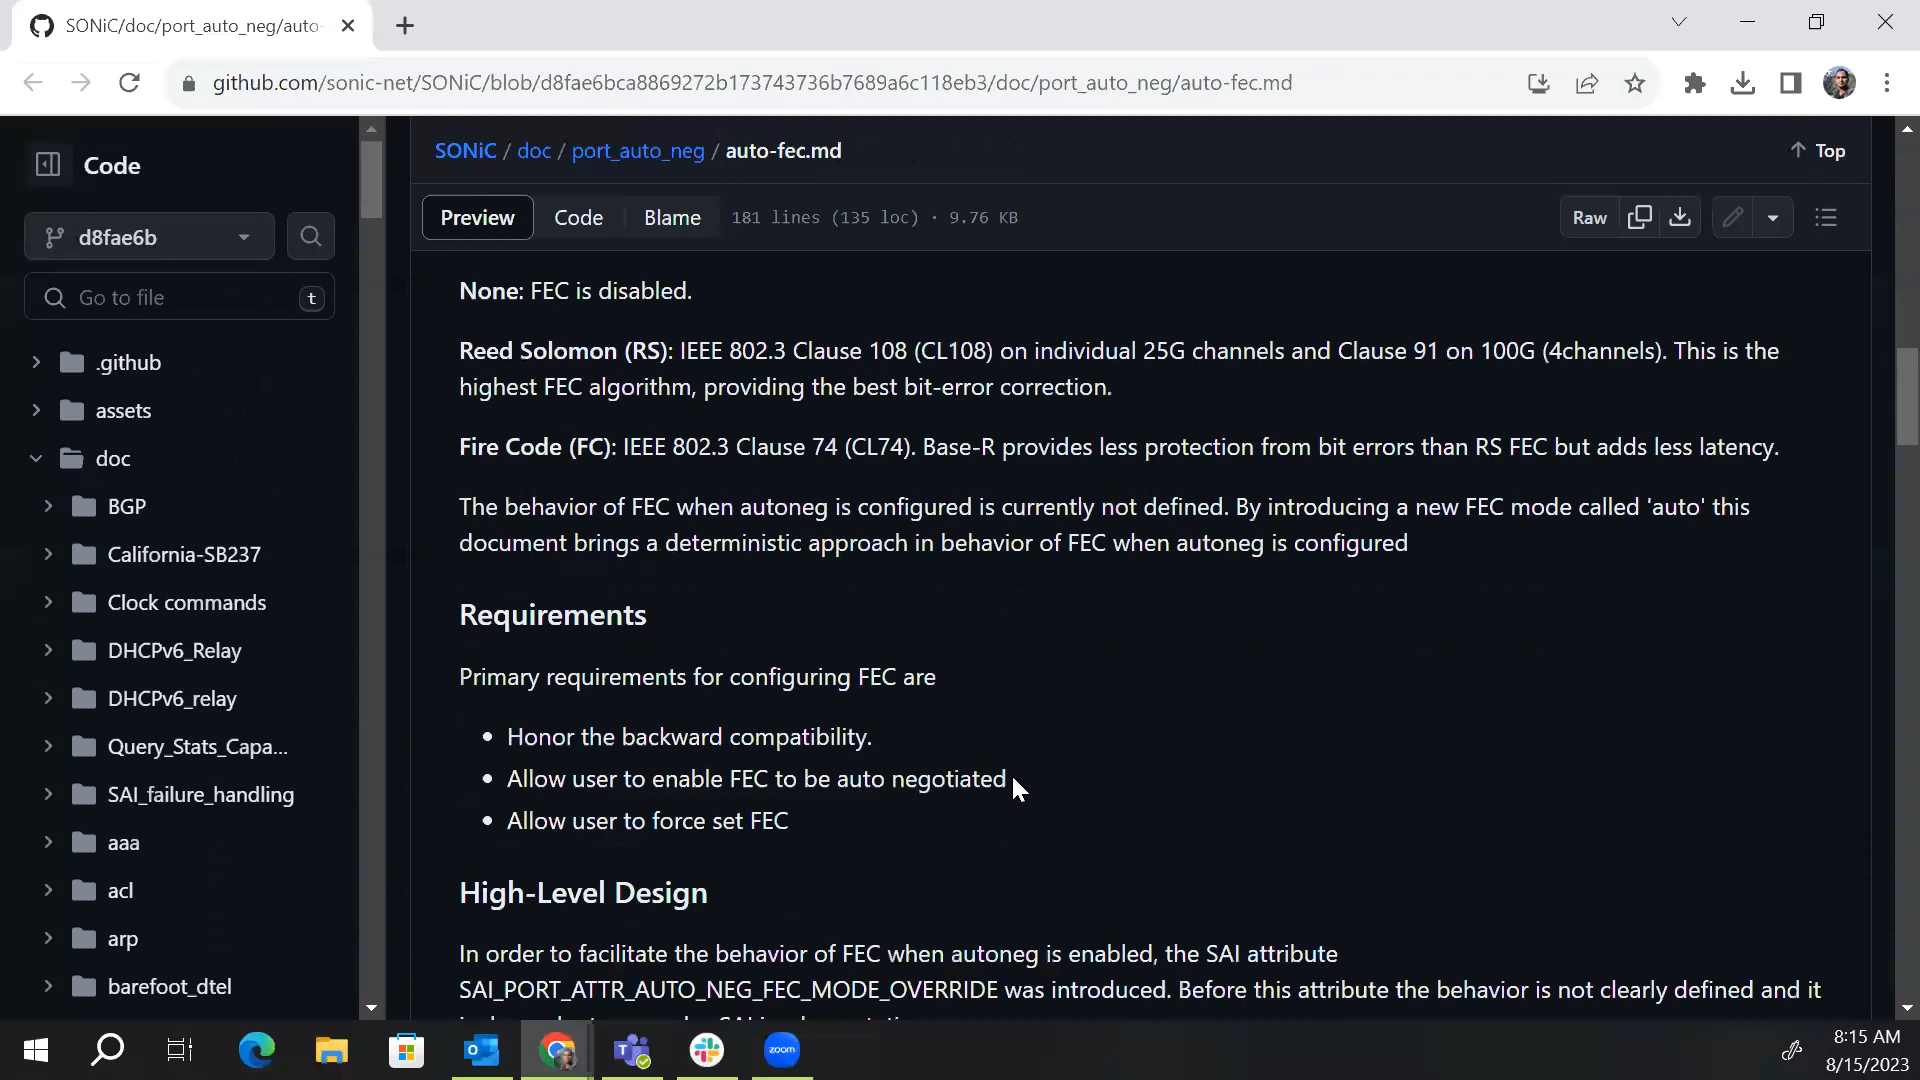 SONiC/doc/port_auto_neg/auto-
github.com/sonic-net/SONiC/blob/d8fae6bca8869272b173743736b7689a6c118eb3/doc/port_auto_neg/auto-fec.md
Code
d8fae6b
Go to file
t
.github
assets
doc
BGP
California-SB237
Clock commands
DHCPv6_Relay
DHCPv6_relay
Query_Stats_Capa...
SAI_failure_handling
aaa
acl
arp
barefoot_dtel
SONiC / doc / port_auto_neg / auto-fec.md
Top
Preview
Code
Blame
181 lines (135 loc) · 9.76 KB
Raw
None: FEC is disabled.
Reed Solomon (RS): IEEE 802.3 Clause 108 (CL108) on individual 25G channels and Clause 91 on 100G (4channels). This is the
highest FEC algorithm, providing the best bit-error correction.
Fire Code (FC): IEEE 802.3 Clause 74 (CL74). Base-R provides less protection from bit errors than RS FEC but adds less latency.
The behavior of FEC when autoneg is configured is currently not defined. By introducing a new FEC mode called 'auto' this
document brings a deterministic approach in behavior of FEC when autoneg is configured
Requirements
Primary requirements for configuring FEC are
• Honor the backward compatibility.
• Allow user to enable FEC to be auto negotiated
• Allow user to force set FEC
High-Level Design
In order to facilitate the behavior of FEC when autoneg is enabled, the SAI attribute
SAI_PORT_ATTR_AUTO_NEG_FEC_MODE_OVERRIDE was introduced. Before this attribute the behavior is not clearly defined and it
zoom
8:15 AM
8/15/2023